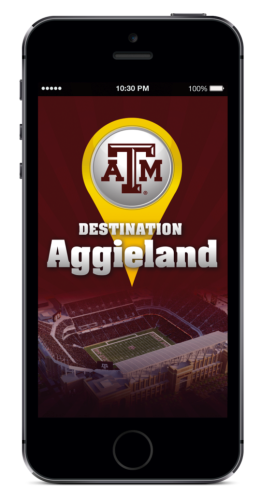 10:30 PM 100%
ATM
®
DESTINATION
Aggieland